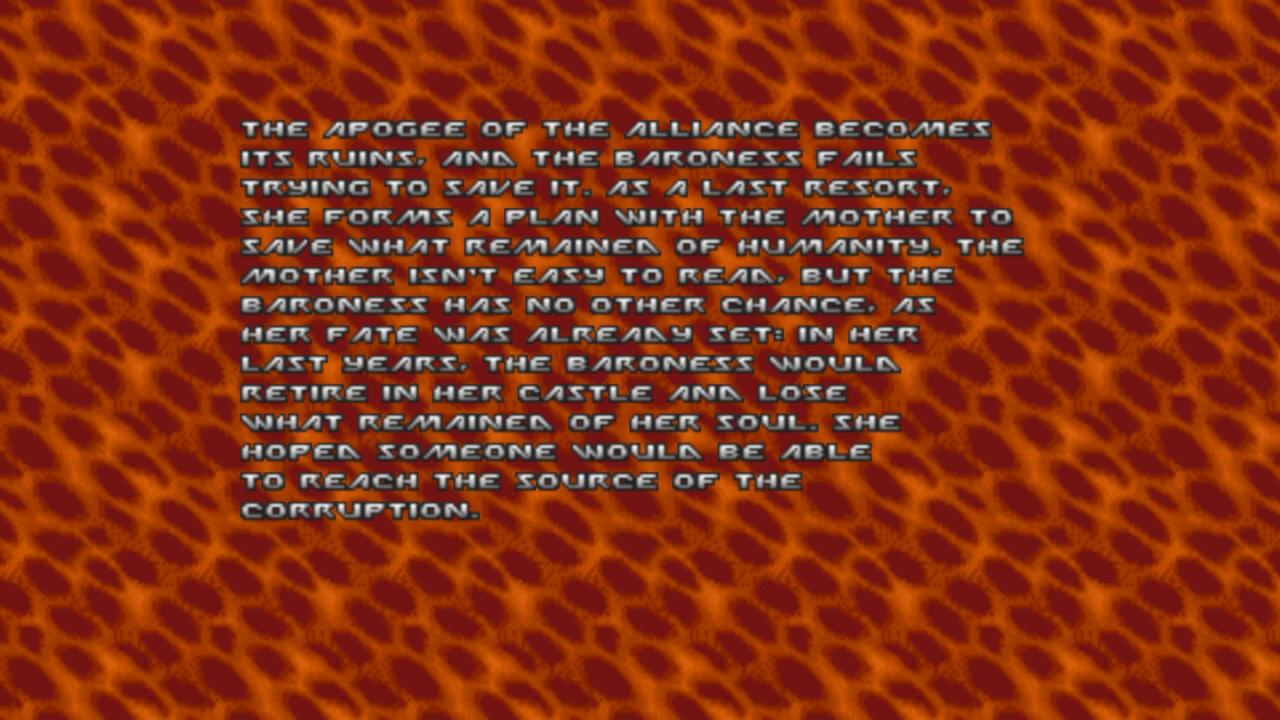 THE APOGEE OF THE ALLIANCE BECOMES
ITS RUINS, AND THE BARONESS FAILS
TRYING TO SAVE IT. AS A LAST RESORT,
SHE FORMS A PLAN WITH THE MOTHER TO
SAVE WHAT REMAINED OF HUMANITY. THE
MOTHER ISN'T EASY TO READ, BUT THE
BARONESS HAS NO OTHER CHANCE, AS
HER FATE WAS ALREADY SET: IN HER
LAST YEARS, THE BARONESS WOULD
RETIRE IN HER CASTLE AND LOSE
WHAT REMAINED OF HER SOUL. SHE
HOPED SOMEONE WOULD BE ABLE
TO REACH THE SOURCE OF THE
CORRUPTION.